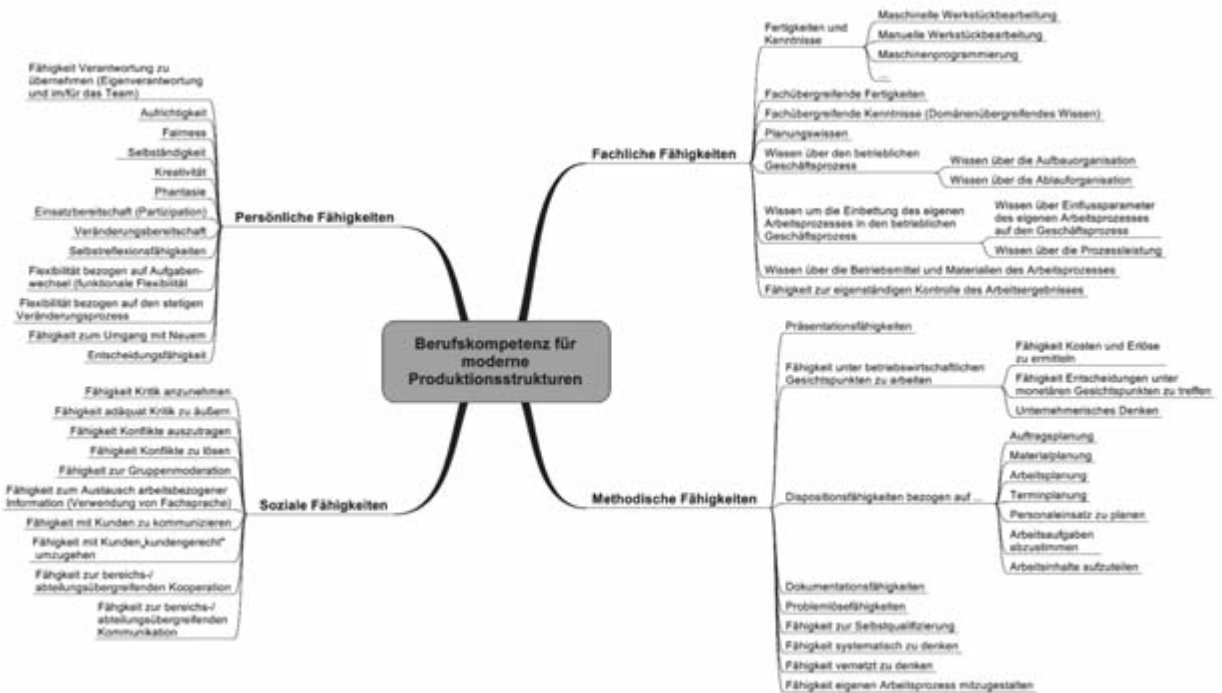 Berufskompetenz für
moderne
Produktionsstrukturen
Persönliche Fähigkeiten
Fähigkeit Verantwortung zu
übernehmen (Eigenverantwortung
und im/für das Team)
Aufrichtigkeit
Fairness
Selbständigkeit
Kreativität
Phantasie
Einsatzbereitschaft (Partizipation)
Veränderungsbereitschaft
Selbstreflexionsfähigkeiten
Flexibilität bezogen auf Aufgaben-
wechsel (funktionale Flexibilität
Flexibilität bezogen auf den stetigen
Veränderungsprozess
Fähigkeit zum Umgang mit Neuem
Entscheidungsfähigkeit
Soziale Fähigkeiten
Fähigkeit Kritik anzunehmen
Fähigkeit adäquat Kritik zu äußern
Fähigkeit Konflikte auszutragen
Fähigkeit Konflikte zu lösen
Fähigkeit zur Gruppenmoderation
Fähigkeit zum Austausch arbeitsbezogener
Information (Verwendung von Fachsprache)
Fähigkeit mit Kunden zu kommunizieren
Fähigkeit mit Kunden„kundengerecht"
umzugehen
Fähgkeit zur bereichs-/
abteilungsübergreifenden Kooperation
Fähgkeit zur bereichs-/
abteilungsübergreifenden
Kommunikation
Fachliche Fähigkeiten
Fertigkeiten und
Kenntnisse
Maschinelle Werkstückbearbeitung
Manuelle Werkstückbearbeitung
Maschinenprogrammierung
...
Fachübergreifende Fertigkeiten
Fachübergreifende Kenntnisse (Domänenübergreifendes Wissen)
Planungswissen
Wissen über den betrieblichen
Geschäftsprozess
Wissen über die Aufbauorganisation
Wissen über die Ablauforganisation
Wissen um die Einbettung des eigenen
Arbeitsprozesses in den betrieblichen
Geschäftsprozess
Wissen über Einflussparameter
des eigenen Arbeitsprozesses
auf den Geschäftsprozess
Wissen über die Prozessleistung
Wissen über die Betriebsmittel und Materialien des Arbeitsprozesses
Fähigkeit zur eigenständigen Kontrolle des Arbeitsergebnisses
Methodische Fähigkeiten
Präsentationsfähigkeiten
Fähigkeit unter betriebswirtschaftlichen
Gesichtspunkten zu arbeiten
Fähigkeit Kosten und Erlöse
zu ermitteln
Fähigkeit Entscheidungen unter
monetären Gesichtspunkten zu treffen
Unternehmerisches Denken
Dispositionsfähigkeiten bezogen auf ...
Auftragsplanung
Materialplanung
Arbeitsplanung
Terminplanung
Personaleinsatz zu planen
Arbeitsaufgaben
abzustimmen
Arbeitsinhalte aufzuteilen
Dokumentationsfähigkeiten
Problemlösefähigkeiten
Fähigkeit zur Selbstqualifizierung
Fähigkeit systematisch zu denken
Fähigkeit vernetzt zu denken
Fähigkeit eigenen Arbeitsprozess mitzugestalten